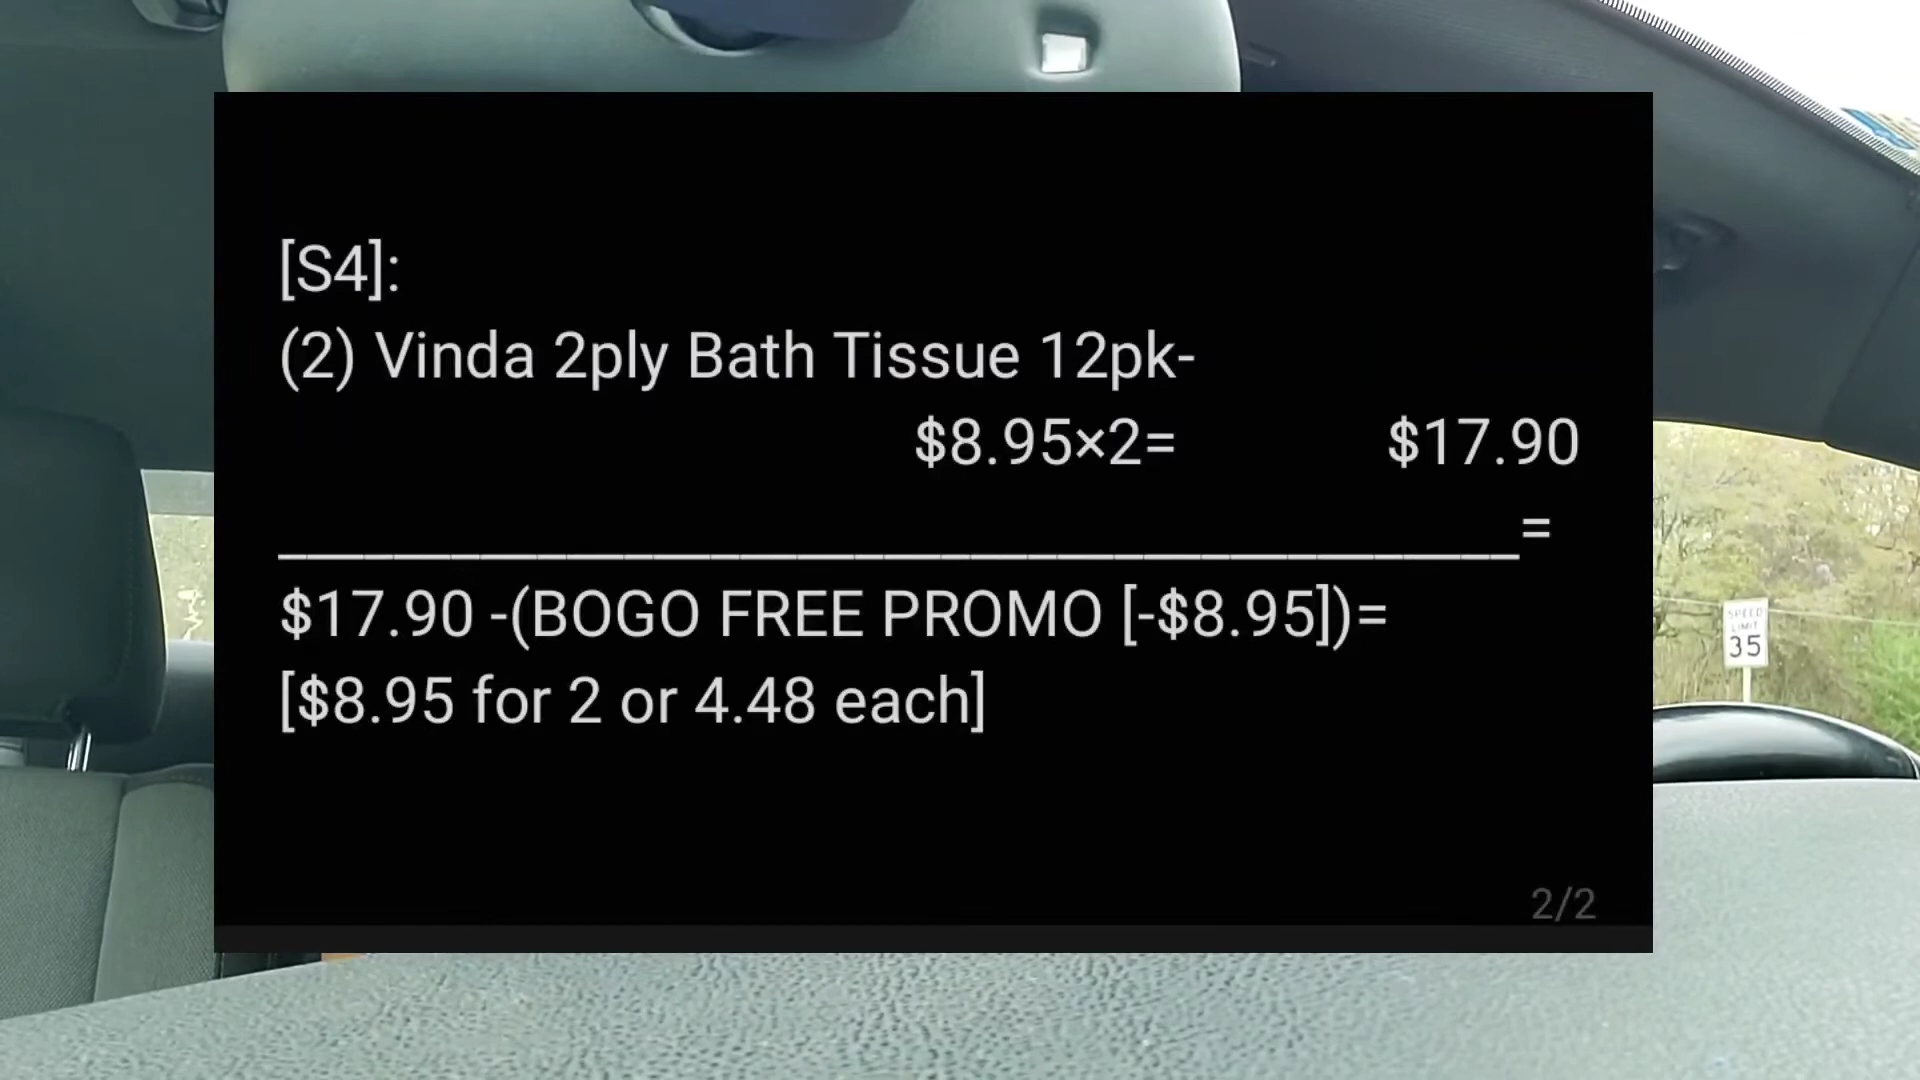 [S4]:
(2) Vinda 2ply Bath Tissue 12pk-
$8.95×2= $17.90
___________________________________________=
$17.90 -(BOGO FREE PROMO [-$8.95])=
[$8.95 for 2 or 4.48 each]
2/2
SPEED
LIMIT
35